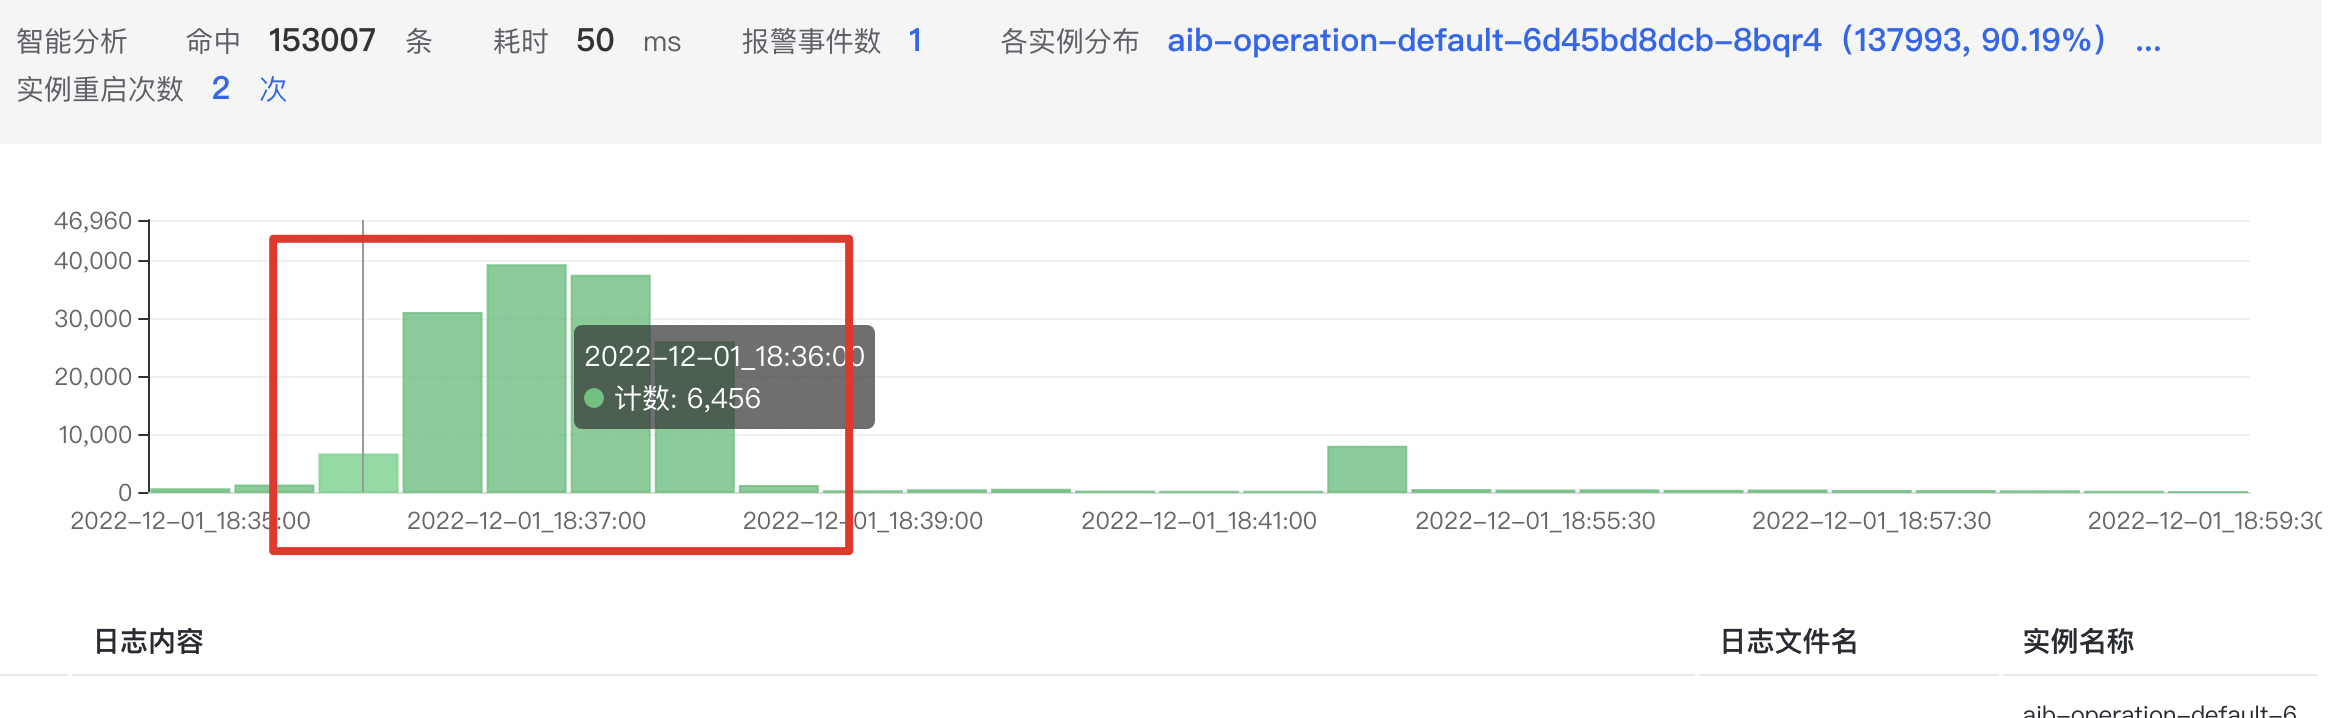 智能分析 命中 153007 条 耗时 50 ms 报警事件数 1 各实例分布 aib-operation-default-6d45bd8dcb-8bqr4 (137993, 90.19%) ...
实例重启次数 2 次
46,960
40,000
30,000
20,000
10,000
0
2022-12-01_18:36:00
计数: 6,456
2022-12-01_18:35:00 2022-12-01_18:37:00 2022-12-01_18:39:00 2022-12-01_18:41:00 2022-12-01_18:55:30 2022-12-01_18:57:30 2022-12-01_18:59:30
日志内容 日志文件名 实例名称
aib-operation-default-6